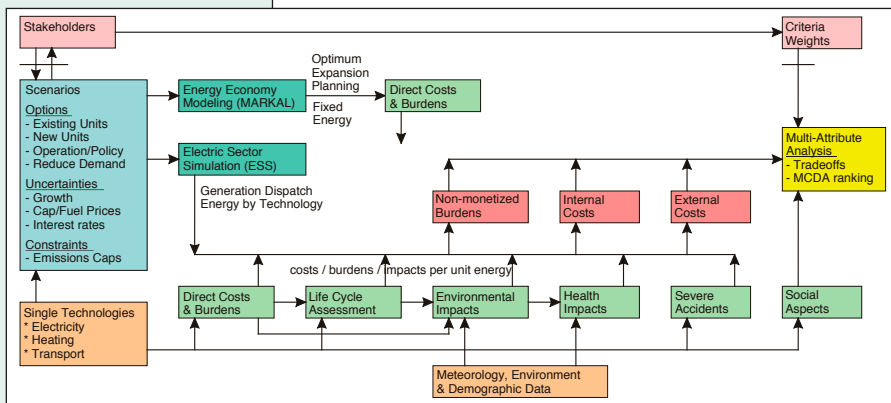 Stakeholders
Criteria
Weights
Scenarios
Options
- Existing Units
- New Units
- Operation/Policy
- Reduce Demand
Uncertainties
- Growth
- Cap/Fuel Prices
- Interest rates
Constraints
- Emissions Caps
Energy Economy
Modeling (MARKAL)
Optimum
Expansion
Planning
Fixed
Energy
Direct Costs
& Burdens
Electric Sector
Simulation (ESS)
Generation Dispatch
Energy by Technology
Multi-Attribute
Analysis
- Tradeoffs
- MCDA ranking
Non-monetized
Burdens
Internal
Costs
External
Costs
costs / burdens / impacts per unit energy
Single Technologies
* Electricity
* Heating
* Transport
Direct Costs
& Burdens
Life Cycle
Assessment
Environmental
Impacts
Health
Impacts
Severe
Accidents
Social
Aspects
Meteorology, Environment
& Demographic Data